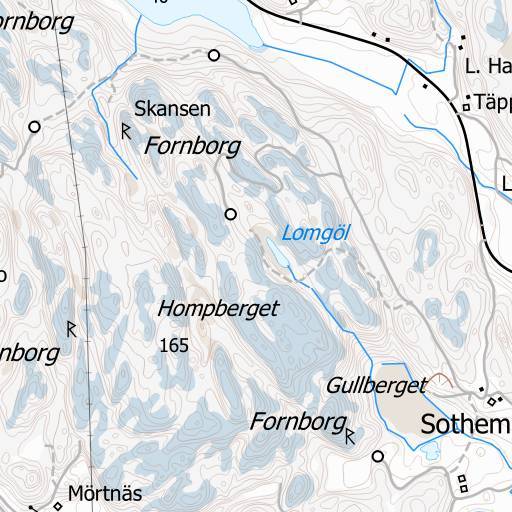 ornborg
L. Ha
Skansen
Täpp
Fornborg
L
Lomgöl
Hompberget
165
nborg
Gullberget
Fornborg
Sothem
Mörtnäs